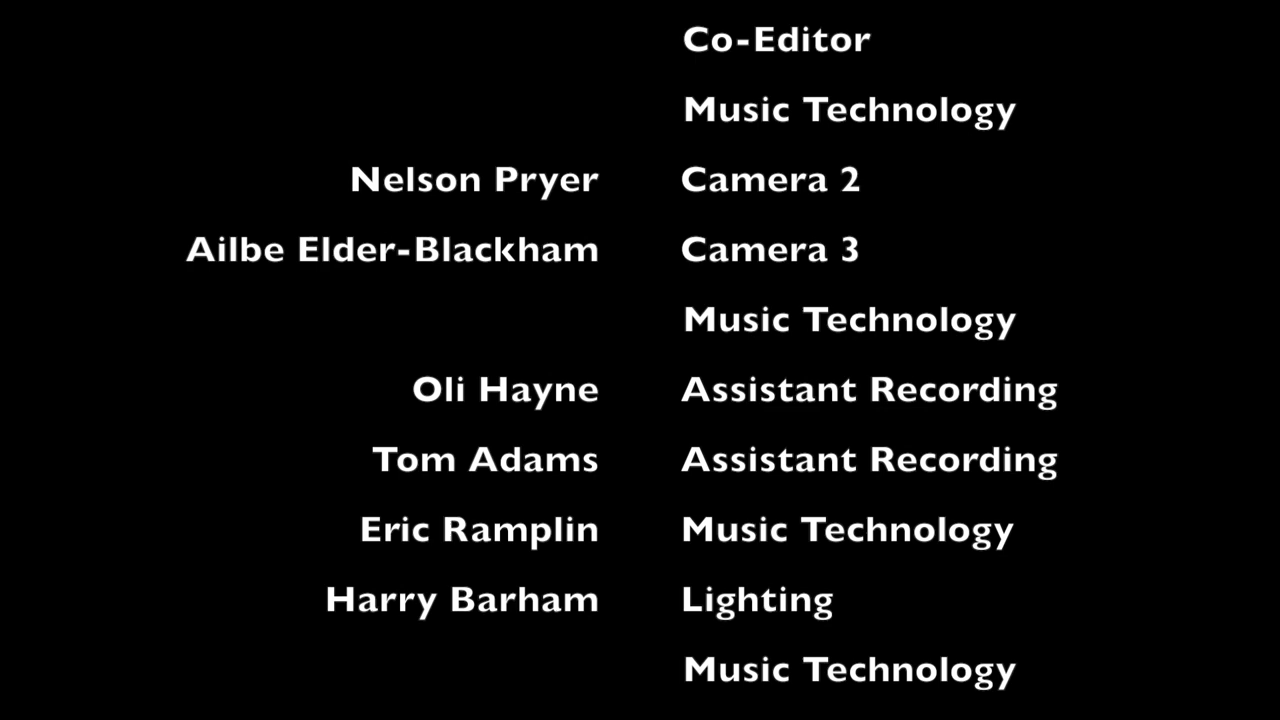 Co-Editor
Music Technology
Nelson Pryer Camera 2
Ailbe Elder-Blackham Camera 3
Music Technology
Oli Hayne Assistant Recording
Tom Adams Assistant Recording
Eric Ramplin Music Technology
Harry Barham Lighting
Music Technology